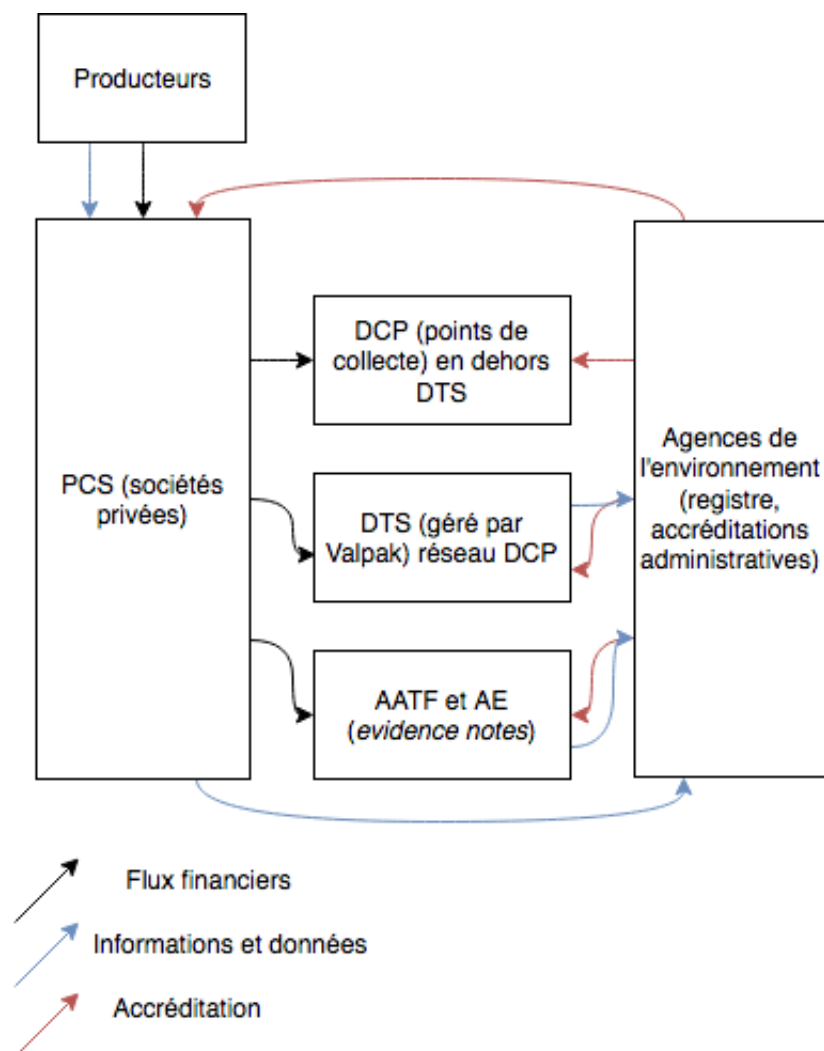 Producteurs
DCP (points de
collecte) en dehors
DTS
PCS (sociétés
privées)
DTS (géré par
Valpak) réseau DCP
AATF et AE
(evidence notes)
Agences de
l'environnement
(registre,
accréditations
administratives)
Flux financiers
Informations et données
Accréditation